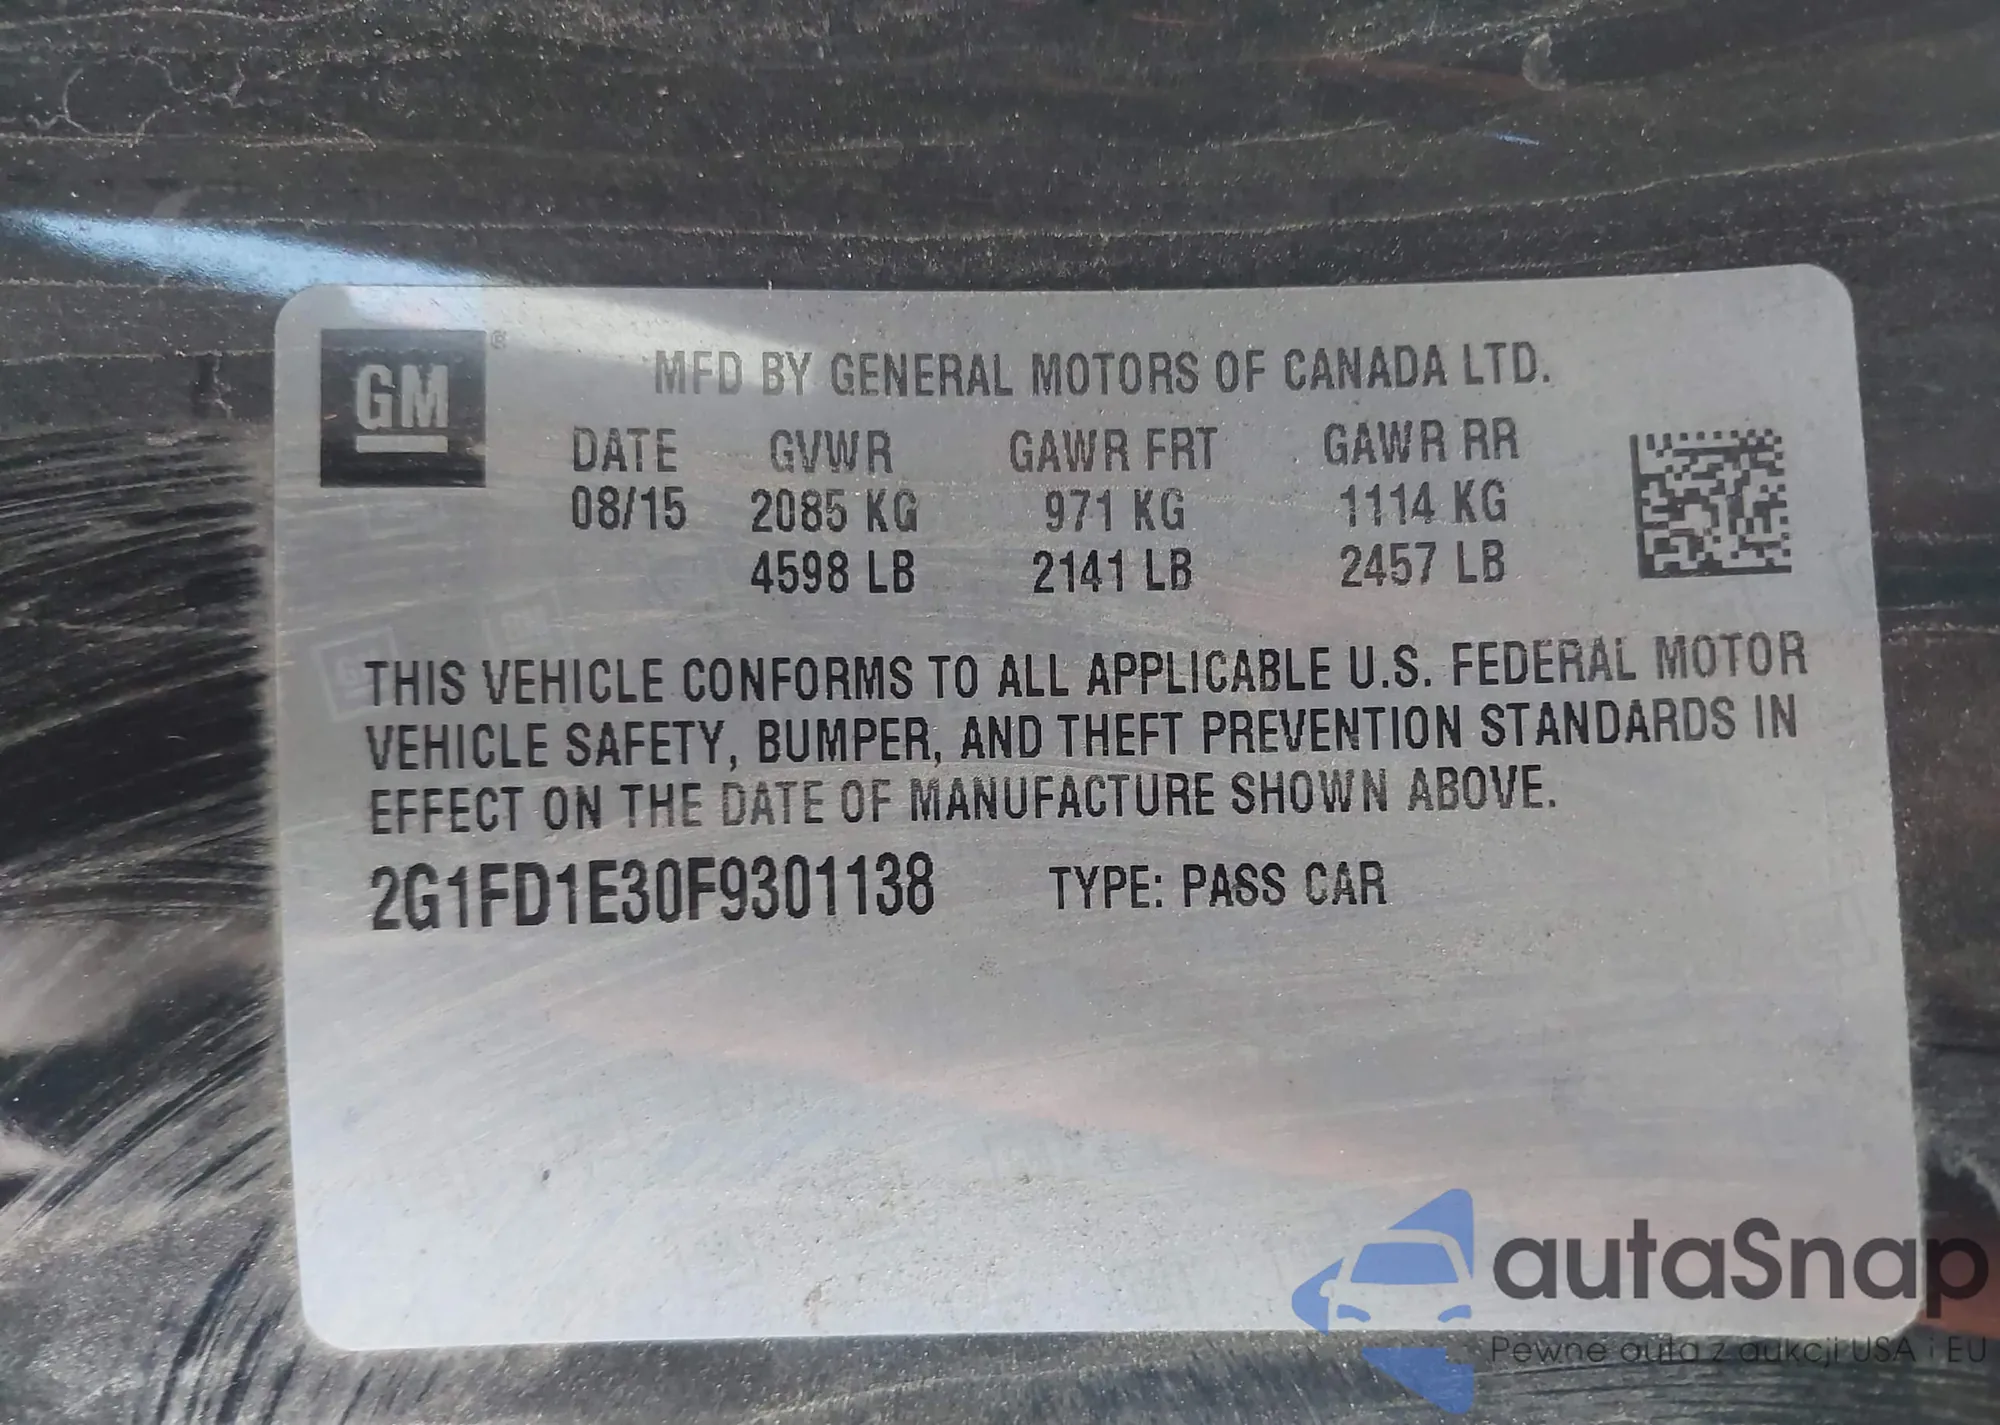 GM ®
MFD BY GENERAL MOTORS OF CANADA LTD.
DATE GVWR GAWR FRT GAWR RR
08/15 2085 KG 971 KG 1114 KG
4598 LB 2141 LB 2457 LB
THIS VEHICLE CONFORMS TO ALL APPLICABLE U.S. FEDERAL MOTOR
VEHICLE SAFETY, BUMPER, AND THEFT PREVENTION STANDARDS IN
EFFECT ON THE DATE OF MANUFACTURE SHOWN ABOVE.
2G1FD1E30F9301138 TYPE: PASS CAR
autaSnap
Pewne auta z aukcji USA i EU